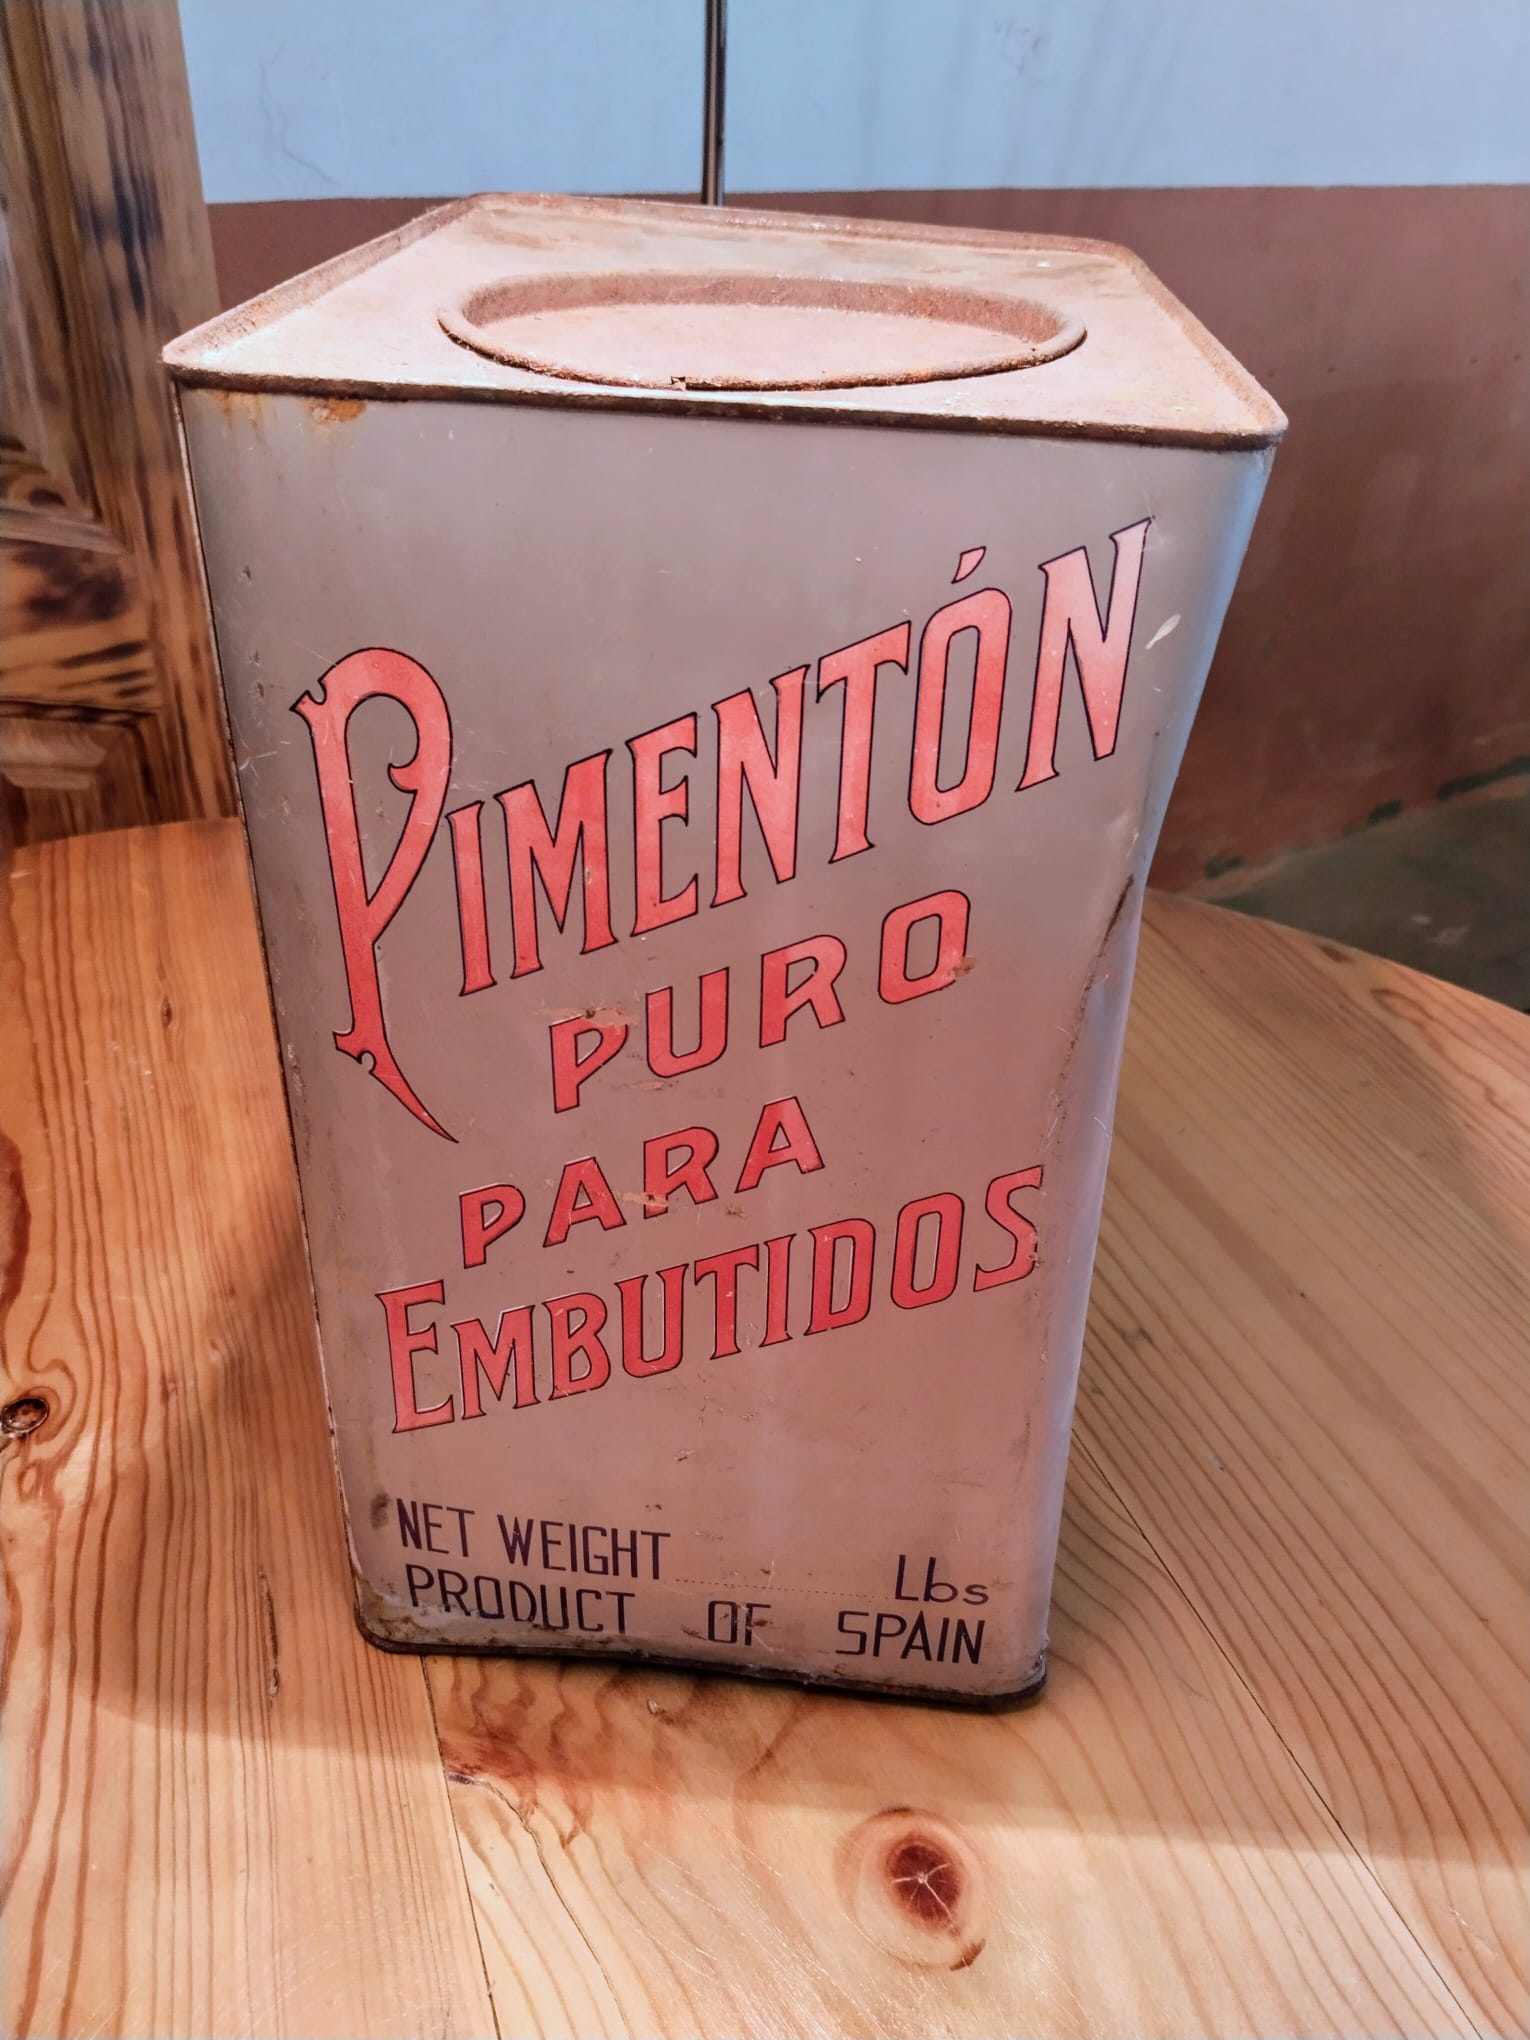 PIMENTÓN
PURO
PARA
EMBUTIDOS
NET WEIGHT.................... Lbs
PRODUCT OF SPAIN